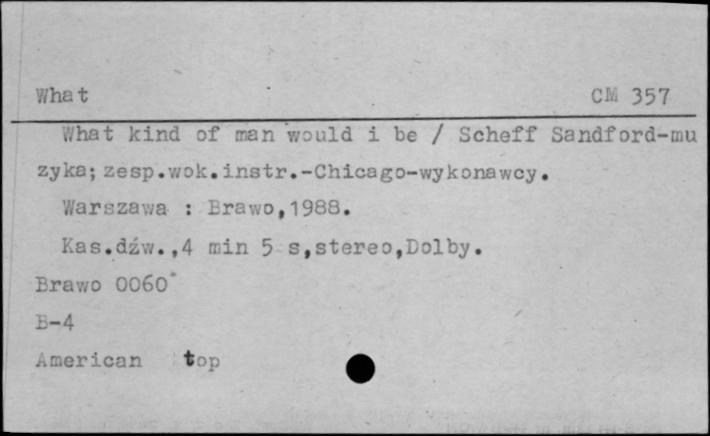 What CM 357
What kind of man would i be / Scheff Sandford-mu
zyka; zesp.wok.instr.-Chicago-wykonawcy.
Warszawa : Brawo,1988.
Kas.dźw.,4 min 5 s,stereo,Dolby.
Brawo 0060
B-4
American top